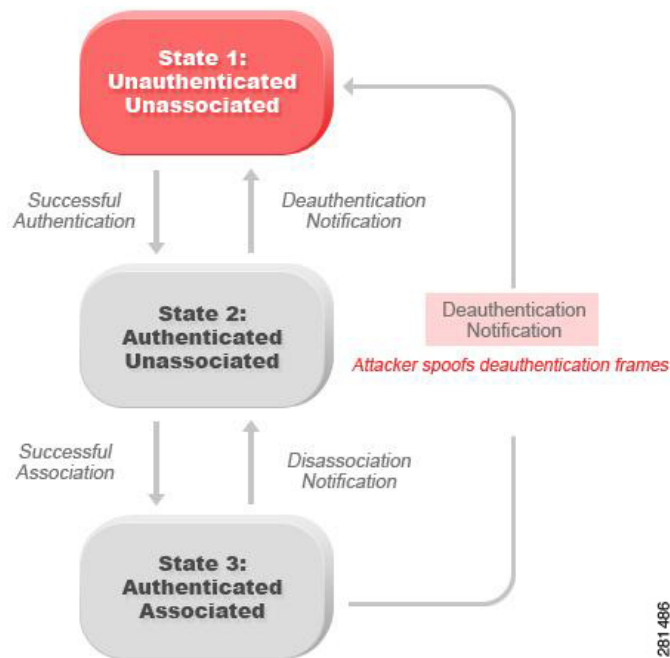 State 1:
Unauthenticated
Unassociated
Successful
Authentication
Deauthentication
Notification
State 2:
Authenticated
Unassociated
Deauthentication
Notification
Attacker spoofs deauthentication frames
Successful
Association
Disassociation
Notification
State 3:
Authenticated
Associated
281486